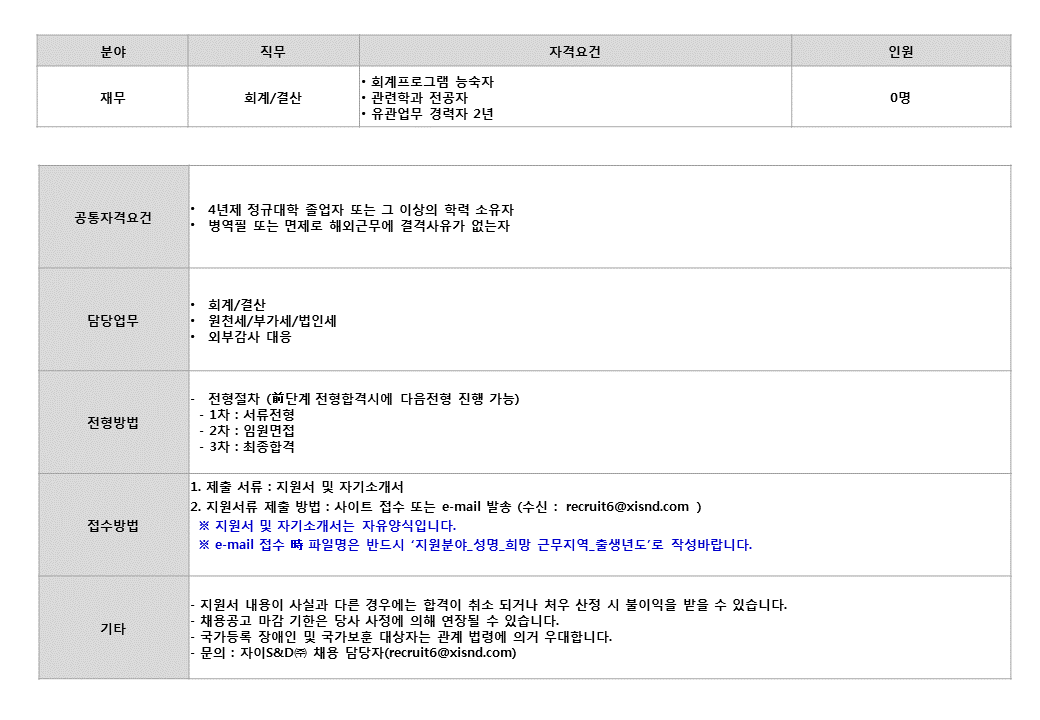 분야 직무 자격요건 인원
재무 회계/결산 • 회계프로그램 능숙자 0명
• 관련학과 전공자
• 유관업무 경력자 2년
공통자격요건
• 4년제 정규대학 졸업자 또는 그 이상의 학력 소유자
• 병역필 또는 면제로 해외근무에 결격사유가 없는자
담당업무
• 회계/결산
• 원천세/부가세/법인세
• 외부감사 대응
전형방법
- 전형절차 (前단계 전형합격시에 다음전형 진행 가능)
- 1차 : 서류전형
- 2차 : 임원면접
- 3차 : 최종합격
접수방법
1. 제출 서류 : 지원서 및 자기소개서
2. 지원서류 제출 방법 : 사이트 접수 또는 e-mail 발송 (수신 : recruit6@xisnd.com )
※ 지원서 및 자기소개서는 자유양식입니다.
※ e-mail 접수 時 파일명은 반드시 ‘지원분야_성명_희망 근무지역_출생년도’로 작성바랍니다.
기타
- 지원서 내용이 사실과 다른 경우에는 합격이 취소 되거나 처우 산정 시 불이익을 받을 수 있습니다.
- 채용공고 마감 기한은 당사 사정에 의해 연장될 수 있습니다.
- 국가등록 장애인 및 국가보훈 대상자는 관계 법령에 의거 우대합니다.
- 문의 : 자이S&D㈜ 채용 담당자(recruit6@xisnd.com)